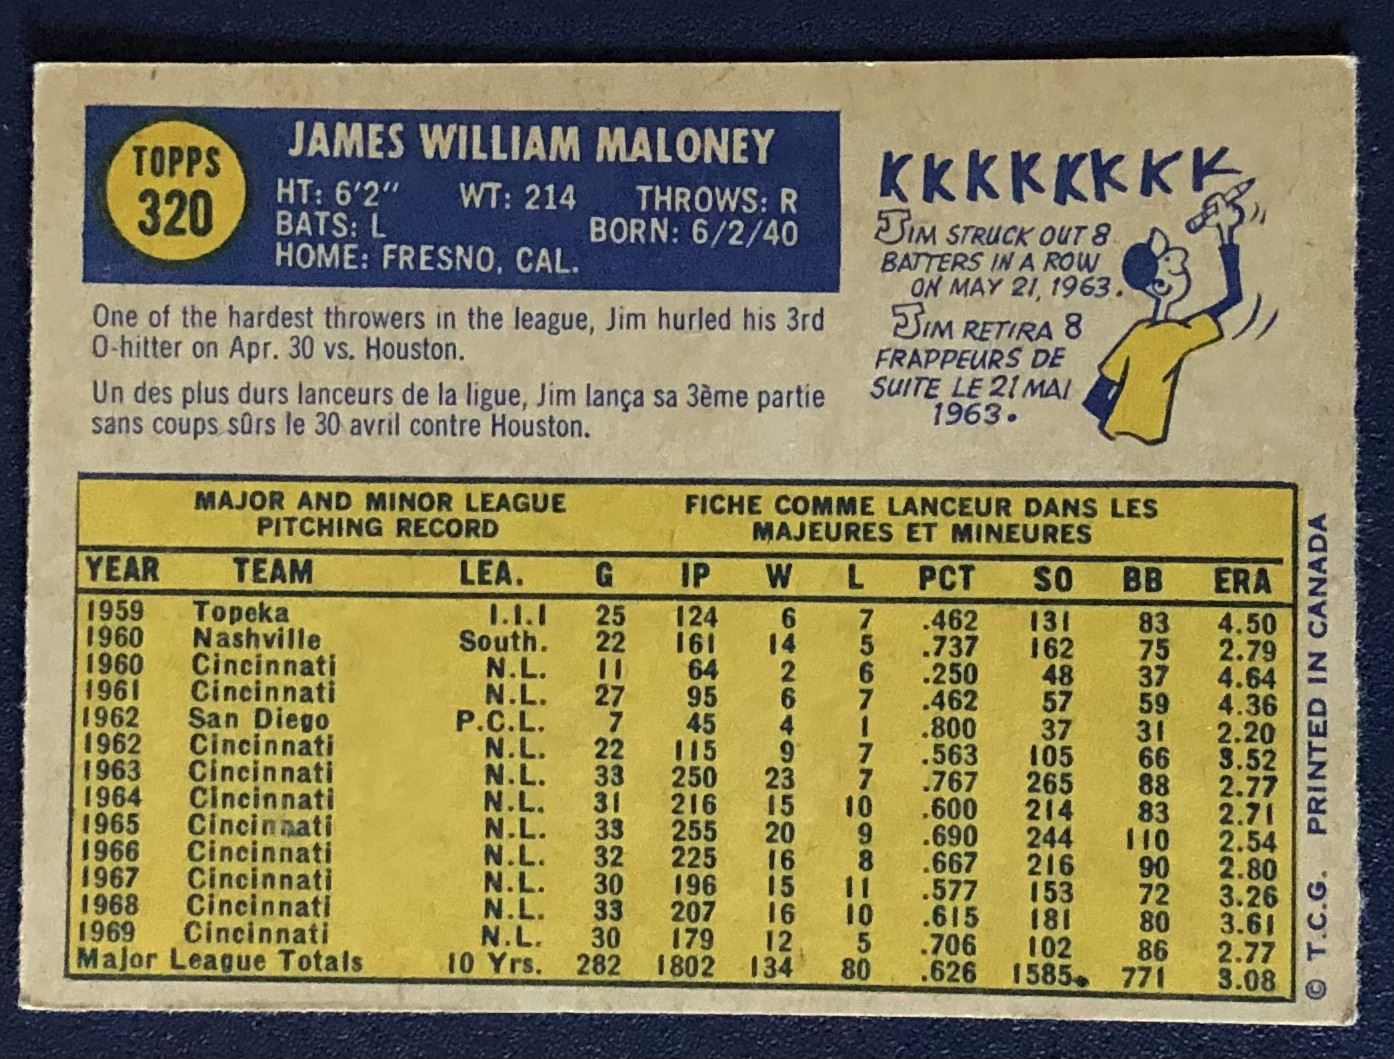 TOPPS
320
JAMES WILLIAM MALONEY
HT: 6'2" WT: 214 THROWS: R
BATS: L BORN: 6/2/40
HOME: FRESNO, CAL.
One of the hardest throwers in the league, Jim hurled his 3rd
O-hitter on Apr. 30 vs. Houston.
Un des plus durs lanceurs de la ligue, Jim lança sa 3ème partie
sans coups sûrs le 30 avril contre Houston.
KKKKKKKK
JIM STRUCK OUT 8
BATTERS IN A ROW
ON MAY 21, 1963.
JIM RETIRA 8
FRAPPEURS DE
SUITE LE 21 MAI
1963.
MAJOR AND MINOR LEAGUE
PITCHING RECORD
FICHE COMME LANCEUR DANS LES
MAJEURES ET MINEURES
YEAR TEAM LEA. G IP W L PCT SO BB ERA
1959 Topeka I.I.I 25 124 6 7 .462 131 83 4.50
1960 Nashville South. 22 161 14 5 .737 162 75 2.79
1960 Cincinnati N.L. 11 64 2 6 .250 48 37 4.64
1961 Cincinnati N.L. 27 95 6 7 .462 57 59 4.36
1962 San Diego P.C.L. 7 45 4 1 .800 37 31 2.20
1962 Cincinnati N.L. 22 115 9 7 .563 105 66 3.52
1963 Cincinnati N.L. 33 250 23 7 .767 265 88 2.77
1964 Cincinnati N.L. 31 216 15 10 .600 214 83 2.71
1965 Cincinnati N.L. 33 255 20 9 .690 244 110 2.54
1966 Cincinnati N.L. 32 225 16 8 .667 216 90 2.80
1967 Cincinnati N.L. 30 196 15 11 .577 153 72 3.26
1968 Cincinnati N.L. 33 207 16 10 .615 181 80 3.61
1969 Cincinnati N.L. 30 179 12 5 .706 102 86 2.77
Major League Totals 10 Yrs. 282 1802 134 80 .626 1585 771 3.08
© T.C.G. PRINTED IN CANADA